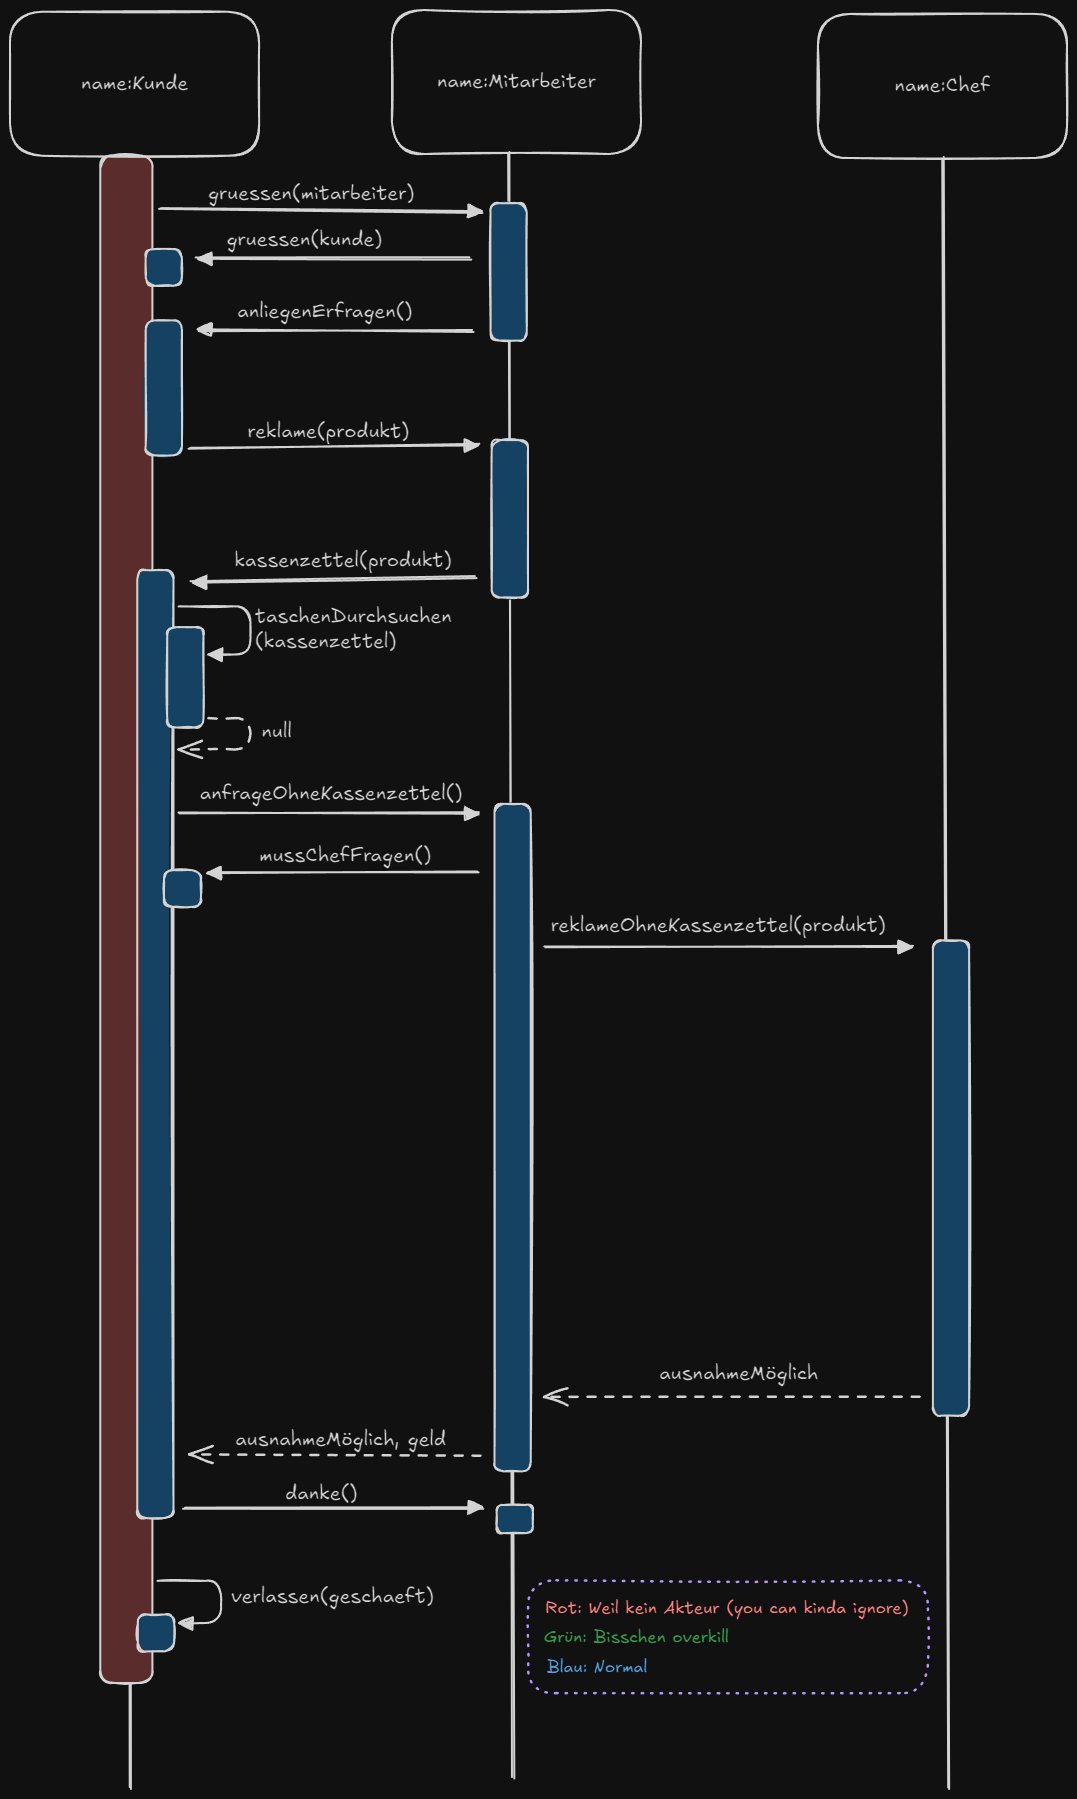 name:Kunde
name:Mitarbeiter
name:Chef
gruessen(mitarbeiter)
gruessen(kunde)
anliegenErfragen()
reklame(produkt)
kassenzettel(produkt)
taschenDurchsuchen
(kassenzettel)
null
anfrageOhneKassenzettel()
mussChefFragen()
reklameOhneKassenzettel(produkt)
ausnahmeMöglich
ausnahmeMöglich, geld
danke()
verlassen(geschaeft)
Rot: Weil kein Akteur (you can kinda ignore)
Grün: Bisschen overkill
Blau: Normal